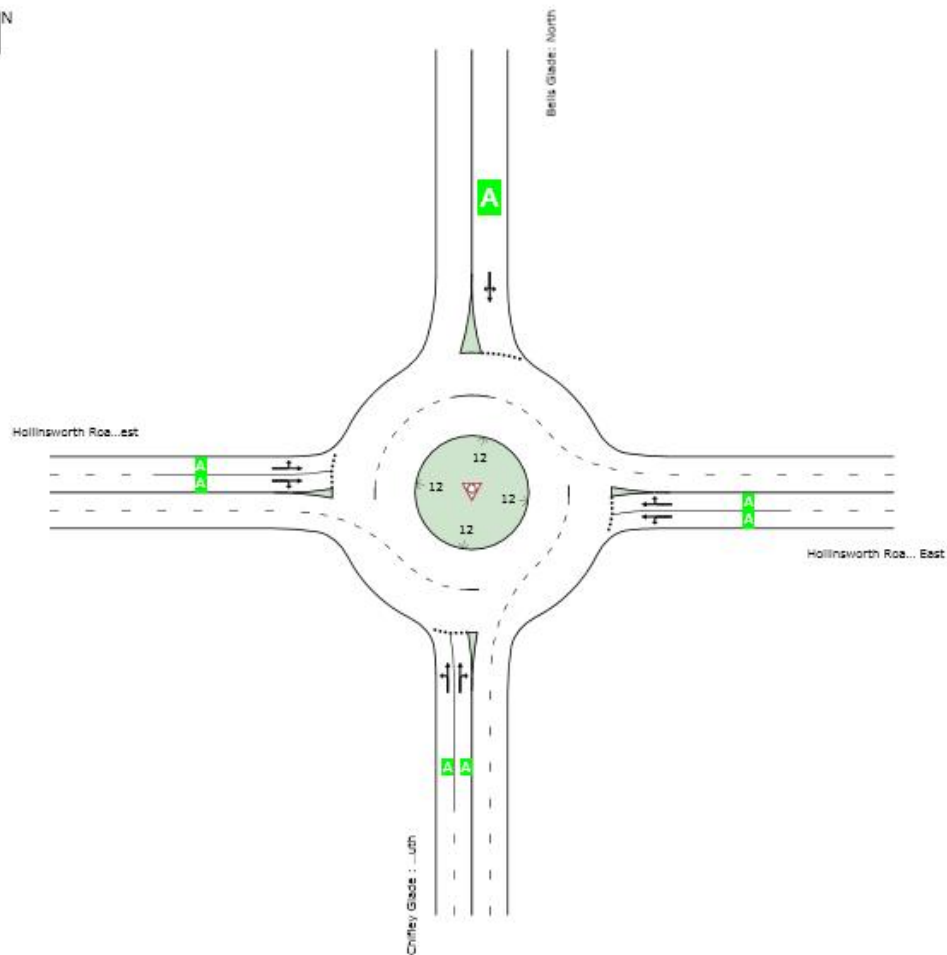 N
Bells Glade: North
A
Hollinsworth Roa...est
A
A
12
12
12
12
A
A
Hollinsworth Roa... East
A
A
Chifley Glade : ...uth